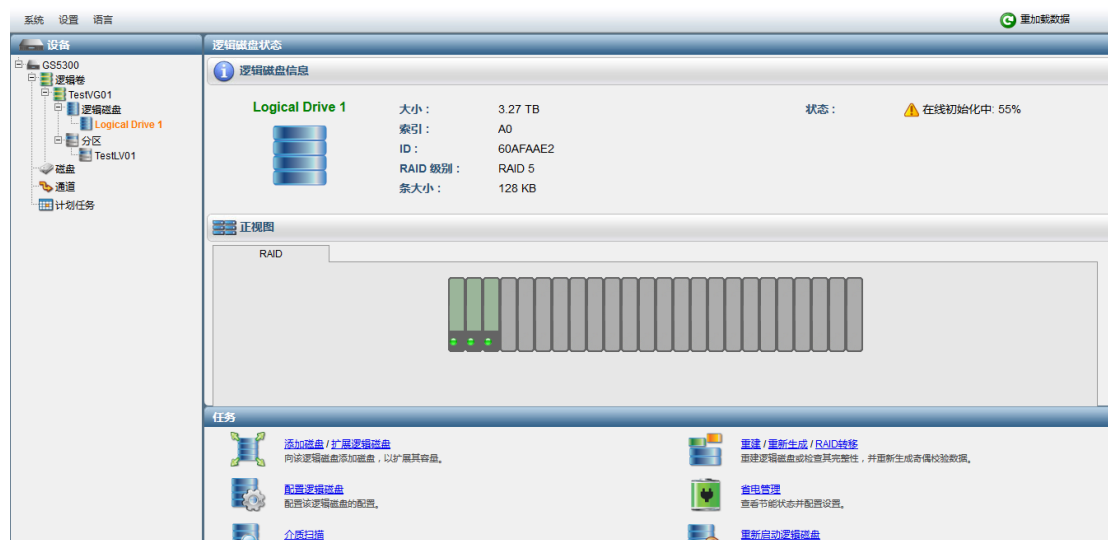 系统 设置 语言 重加载数据
设备
GS5300
逻辑卷
TestVG01
逻辑磁盘
Logical Drive 1
分区
TestLV01
磁盘
通道
计划任务
逻辑磁盘状态
逻辑磁盘信息
Logical Drive 1
大小： 3.27 TB
索引： A0
ID： 60AFAAE2
RAID 级别： RAID 5
条大小： 128 KB
状态： 在线初始化中: 55%
正视图
RAID
任务
添加磁盘 / 扩展逻辑磁盘
向该逻辑磁盘添加磁盘，以扩展其容量。
重建 / 重新生成 / RAID转移
重建逻辑磁盘或检查其完整性，并重新生成奇偶校验数据。
配置逻辑磁盘
配置该逻辑磁盘的配置。
省电管理
查看节能状态并配置设置。
介质扫描
重新启动逻辑磁盘